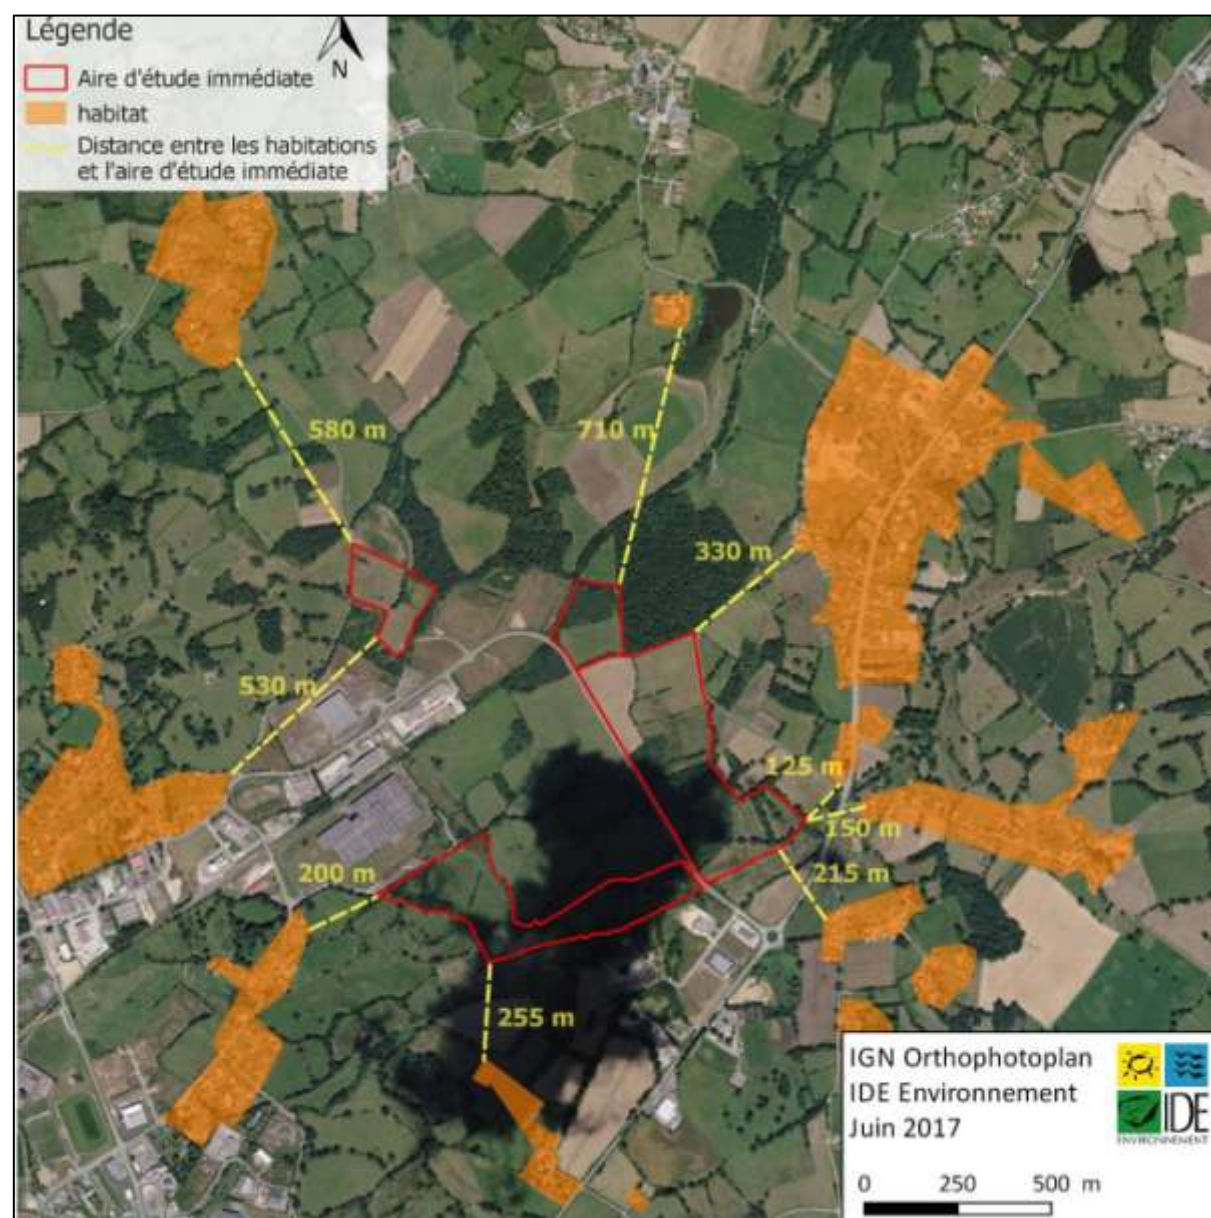 Légende
N
Aire d'étude immédiate
habitat
Distance entre les habitations
et l'aire d'étude immédiate
580 m
710 m
330 m
530 m
125 m
150 m
200 m
215 m
255 m
IGN Orthophotoplan
IDE Environnement
Juin 2017
IDE
ENVIRONNEMENT
0 250 500 m